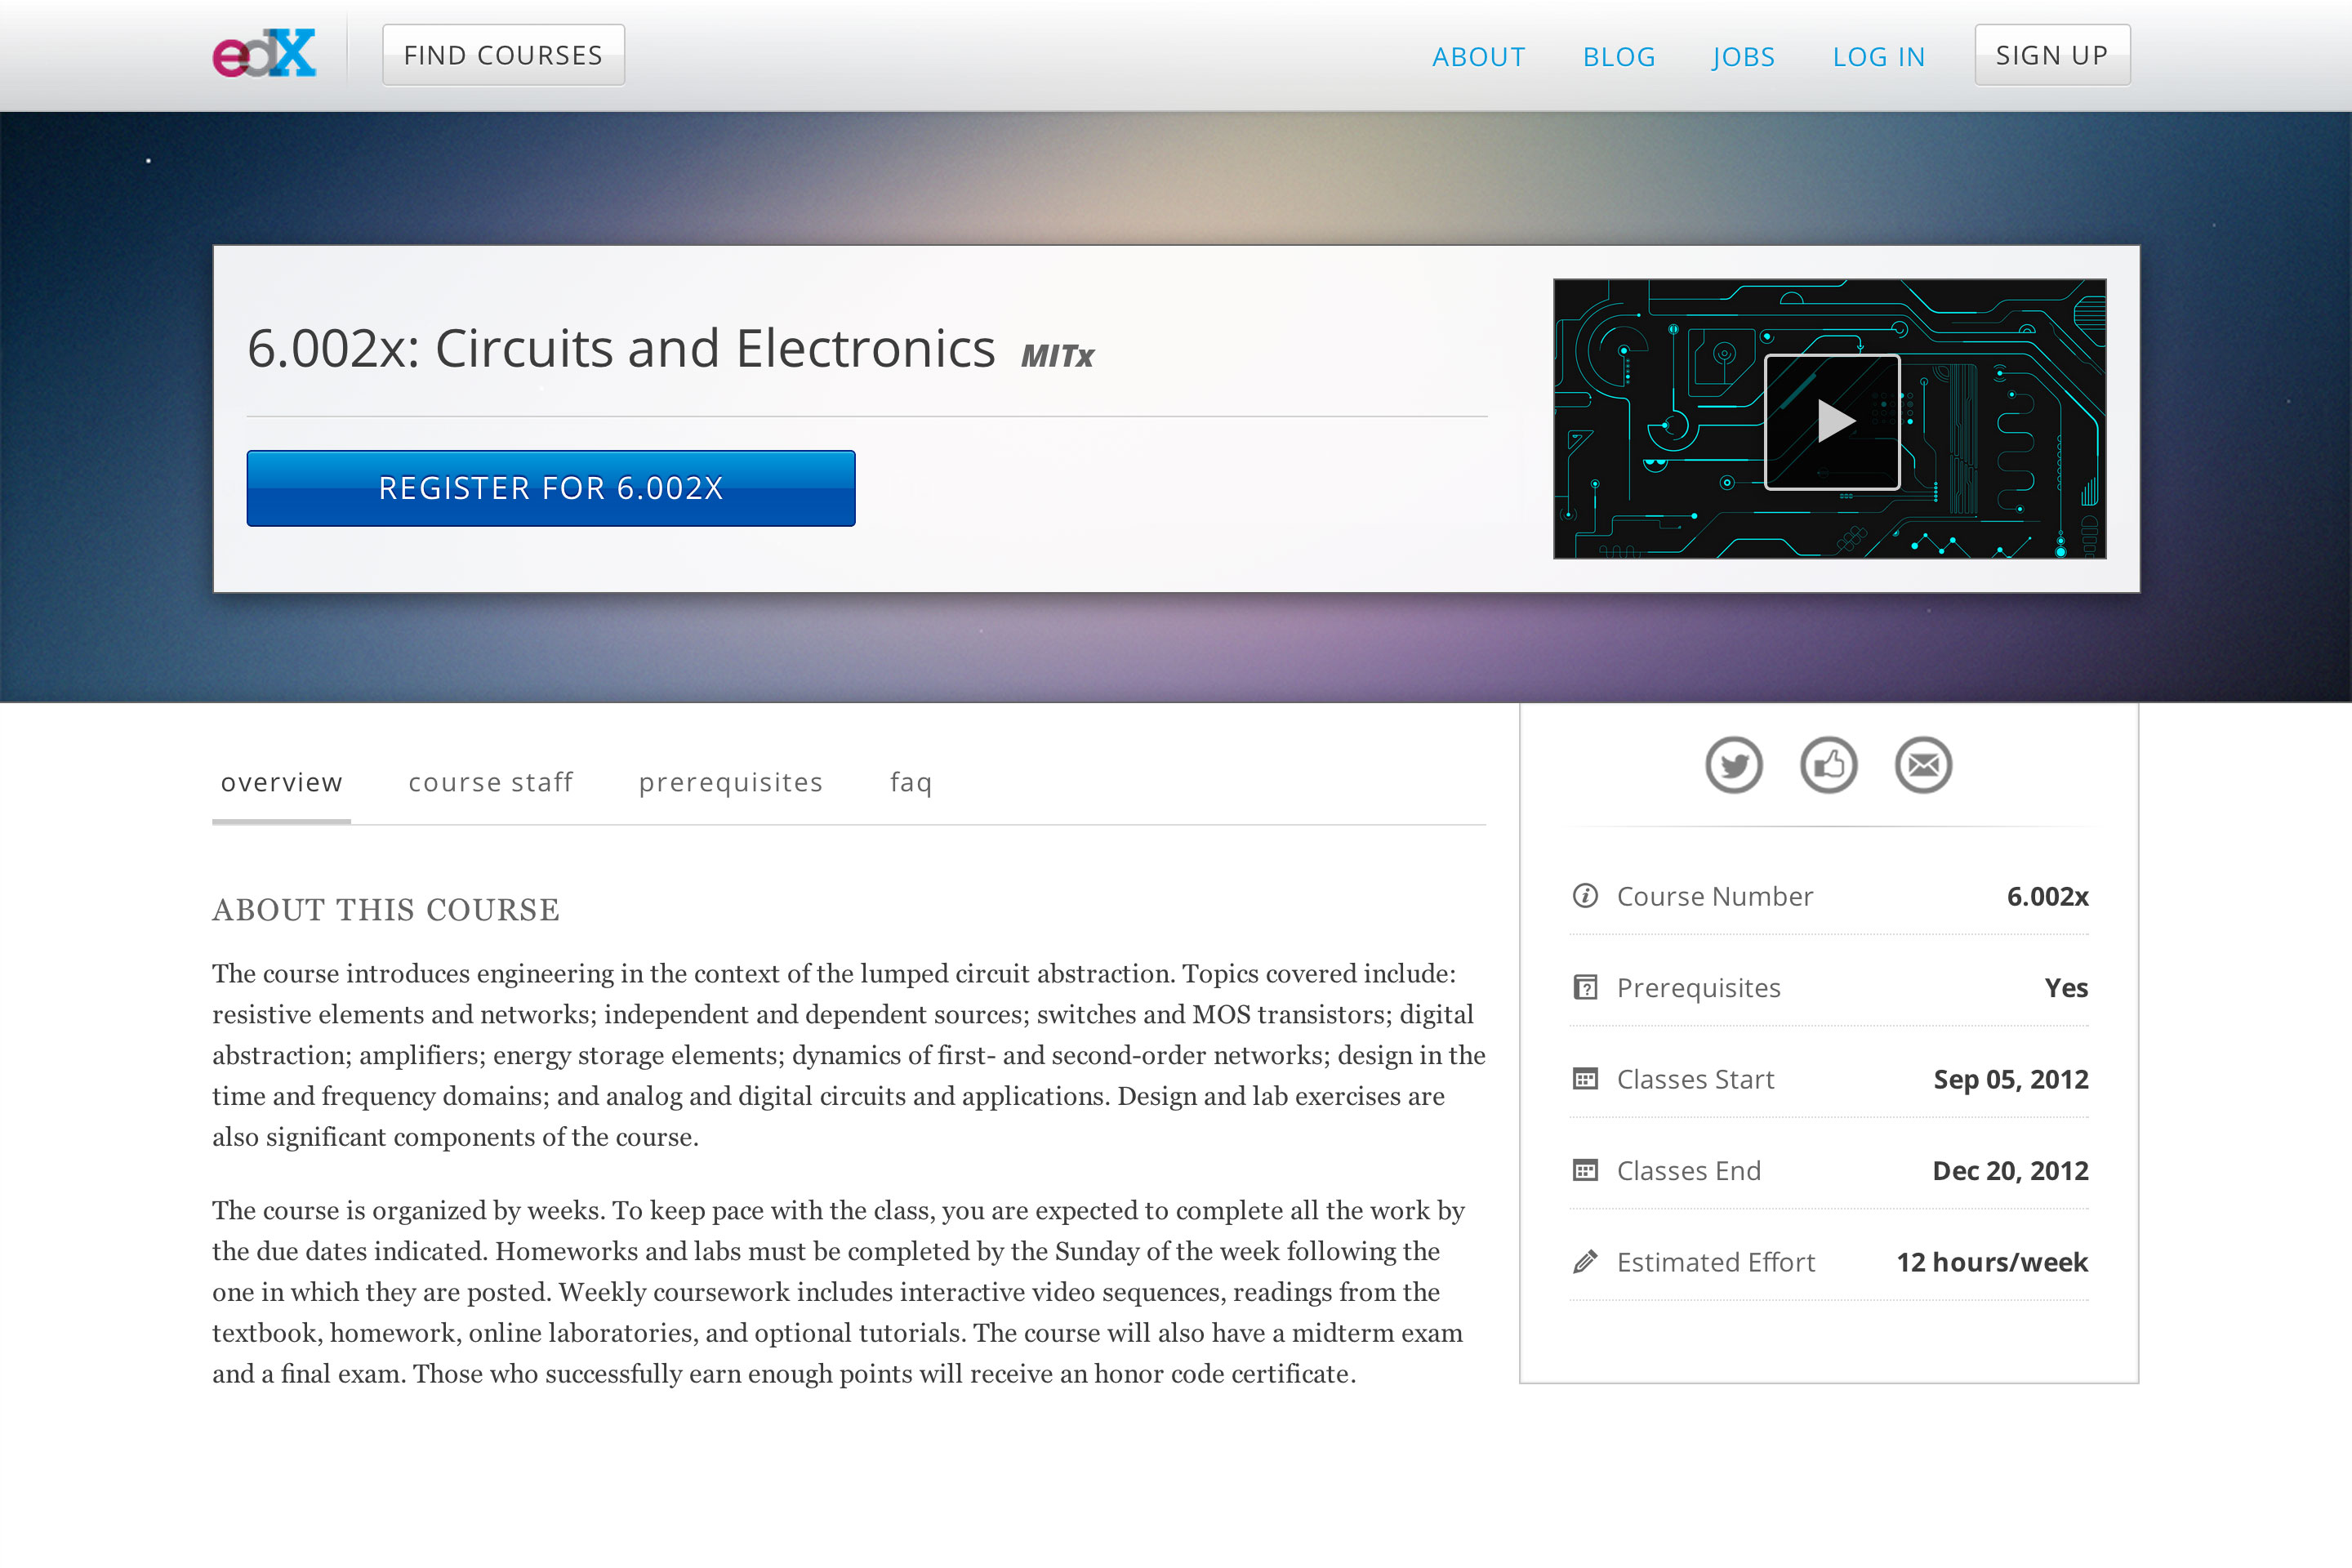 edX
FIND COURSES
ABOUT
BLOG
JOBS
LOG IN
SIGN UP
6.002x: Circuits and Electronics MITx
REGISTER FOR 6.002X
overview
course staff
prerequisites
faq
ABOUT THIS COURSE
The course introduces engineering in the context of the lumped circuit abstraction. Topics covered include:
resistive elements and networks; independent and dependent sources; switches and MOS transistors; digital
abstraction; amplifiers; energy storage elements; dynamics of first- and second-order networks; design in the
time and frequency domains; and analog and digital circuits and applications. Design and lab exercises are
also significant components of the course.
The course is organized by weeks. To keep pace with the class, you are expected to complete all the work by
the due dates indicated. Homeworks and labs must be completed by the Sunday of the week following the
one in which they are posted. Weekly coursework includes interactive video sequences, readings from the
textbook, homework, online laboratories, and optional tutorials. The course will also have a midterm exam
and a final exam. Those who successfully earn enough points will receive an honor code certificate.
Course Number 6.002x
Prerequisites Yes
Classes Start Sep 05, 2012
Classes End Dec 20, 2012
Estimated Effort 12 hours/week